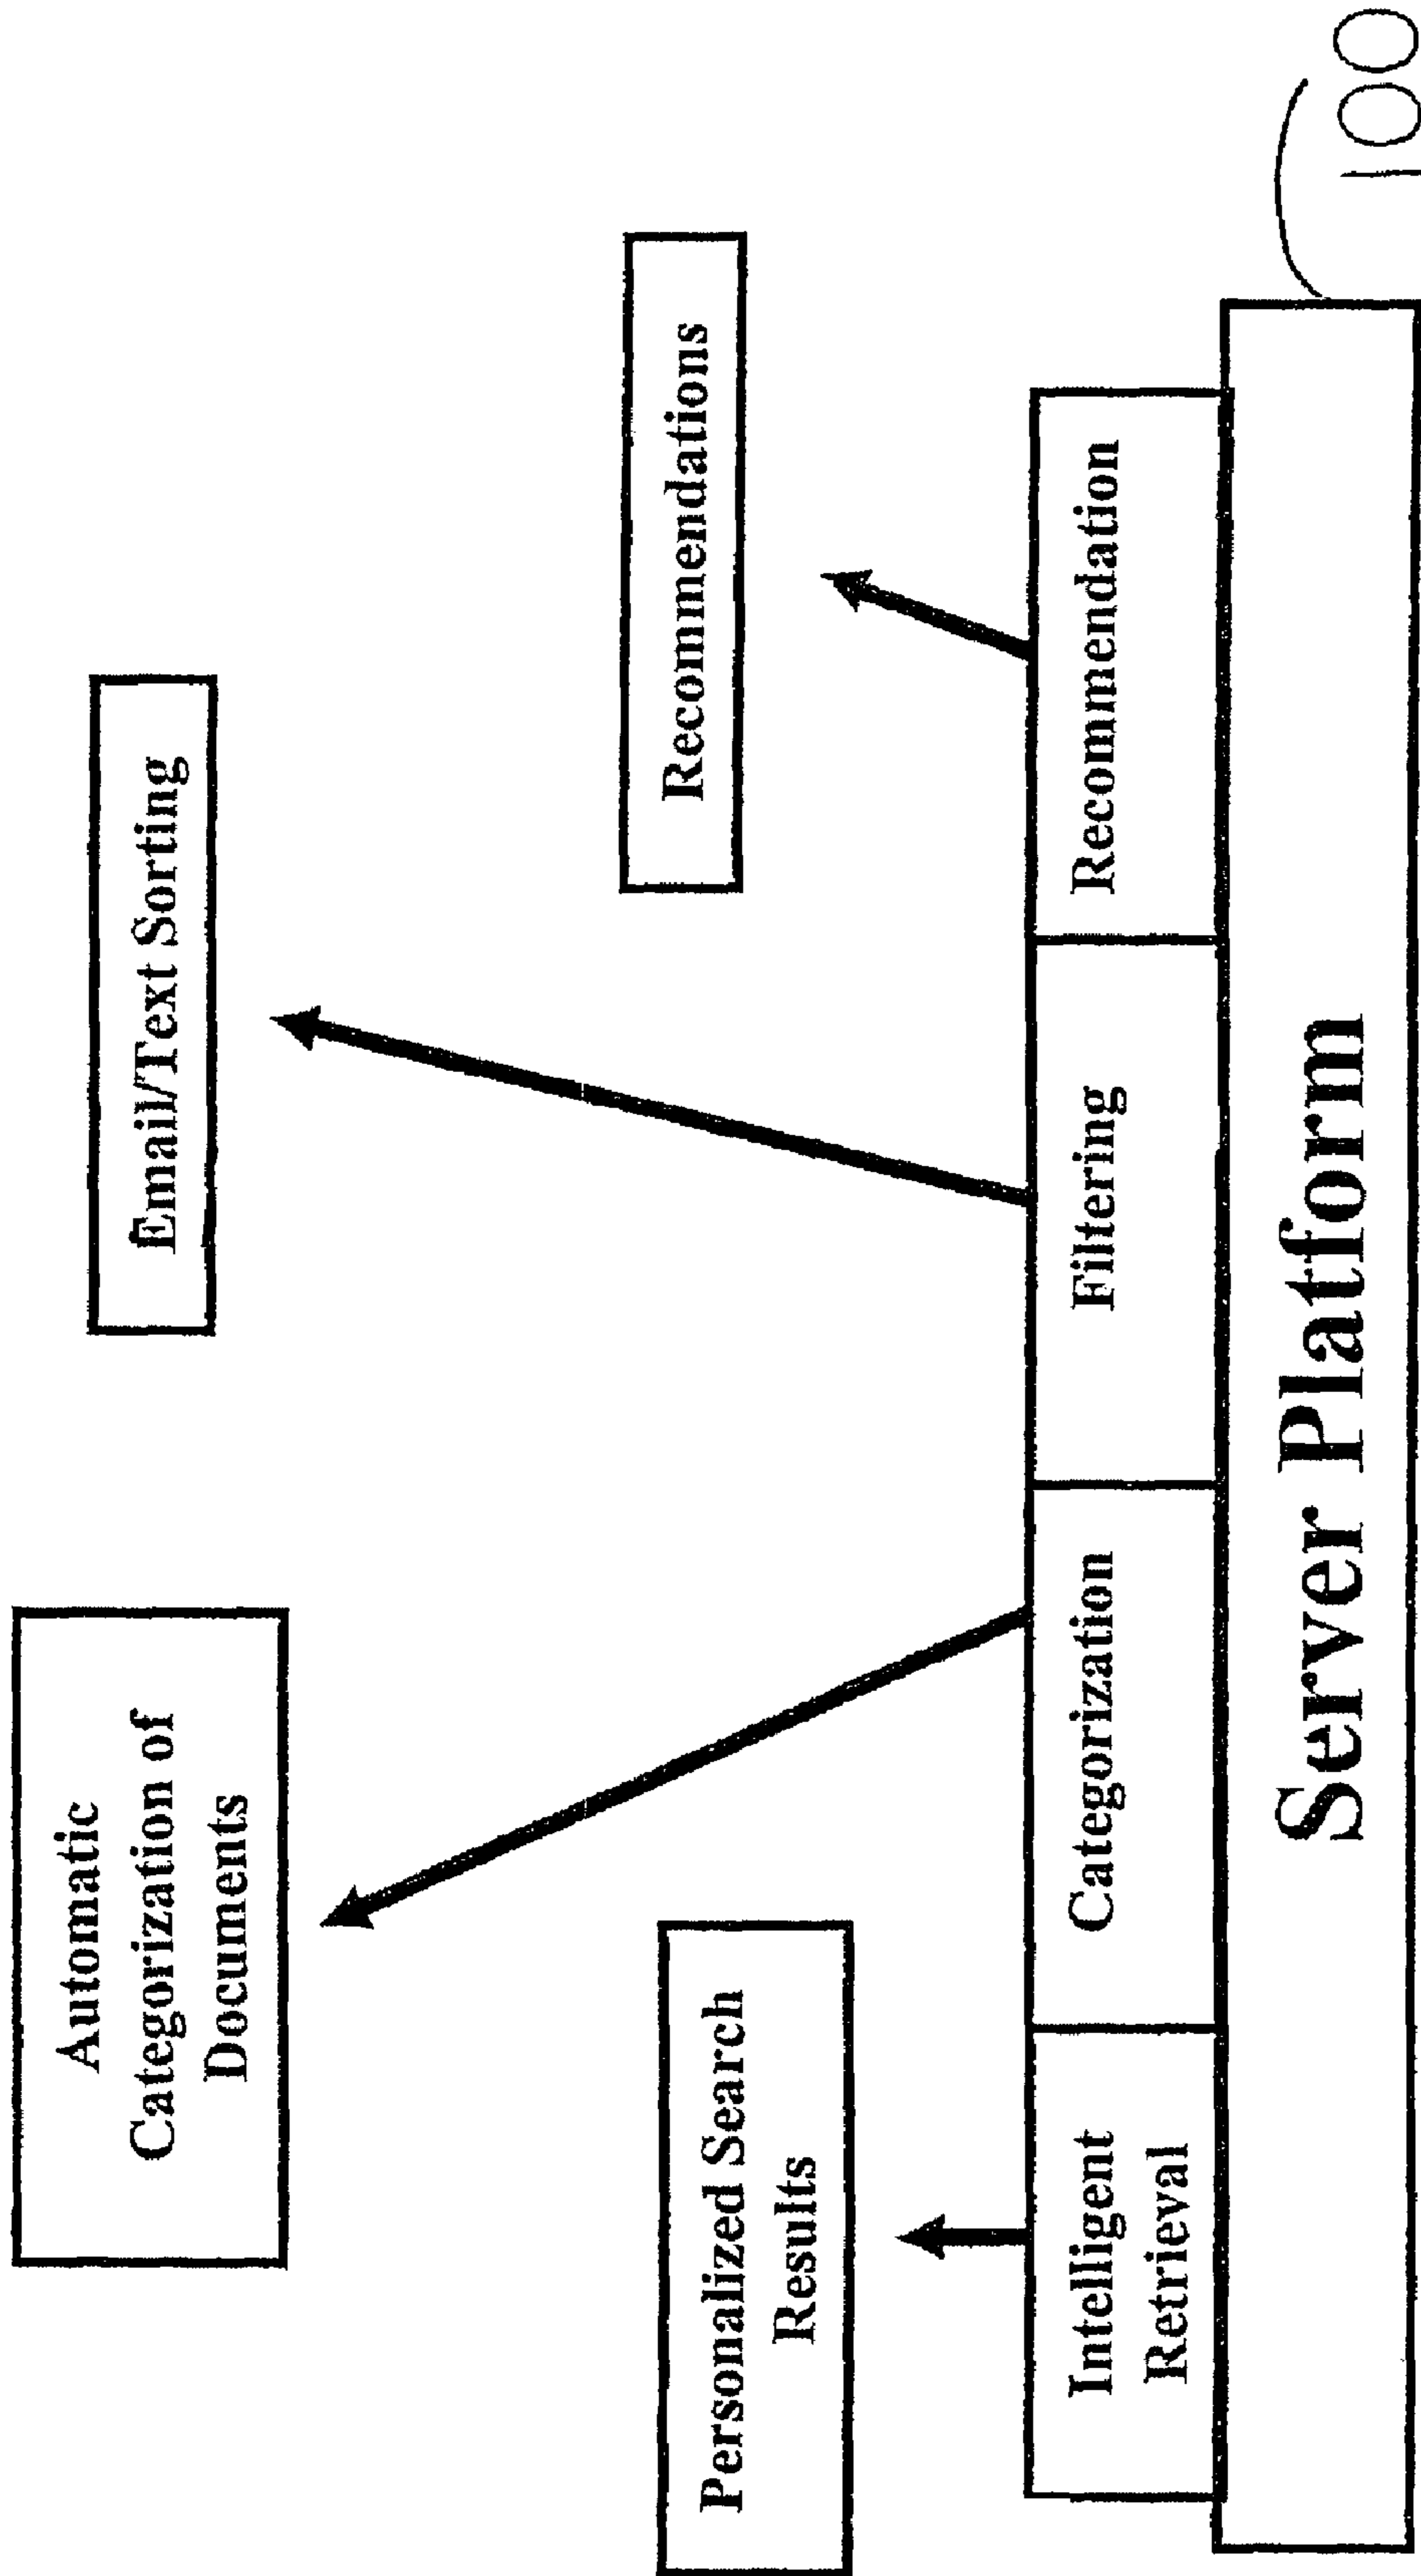 Automatic
Categorization of
Documents
Email/Text Sorting
Personalized Search
Results
Recommendations
Intelligent
Retrieval
Categorization
Filtering
Recommendation
Server Platform
100